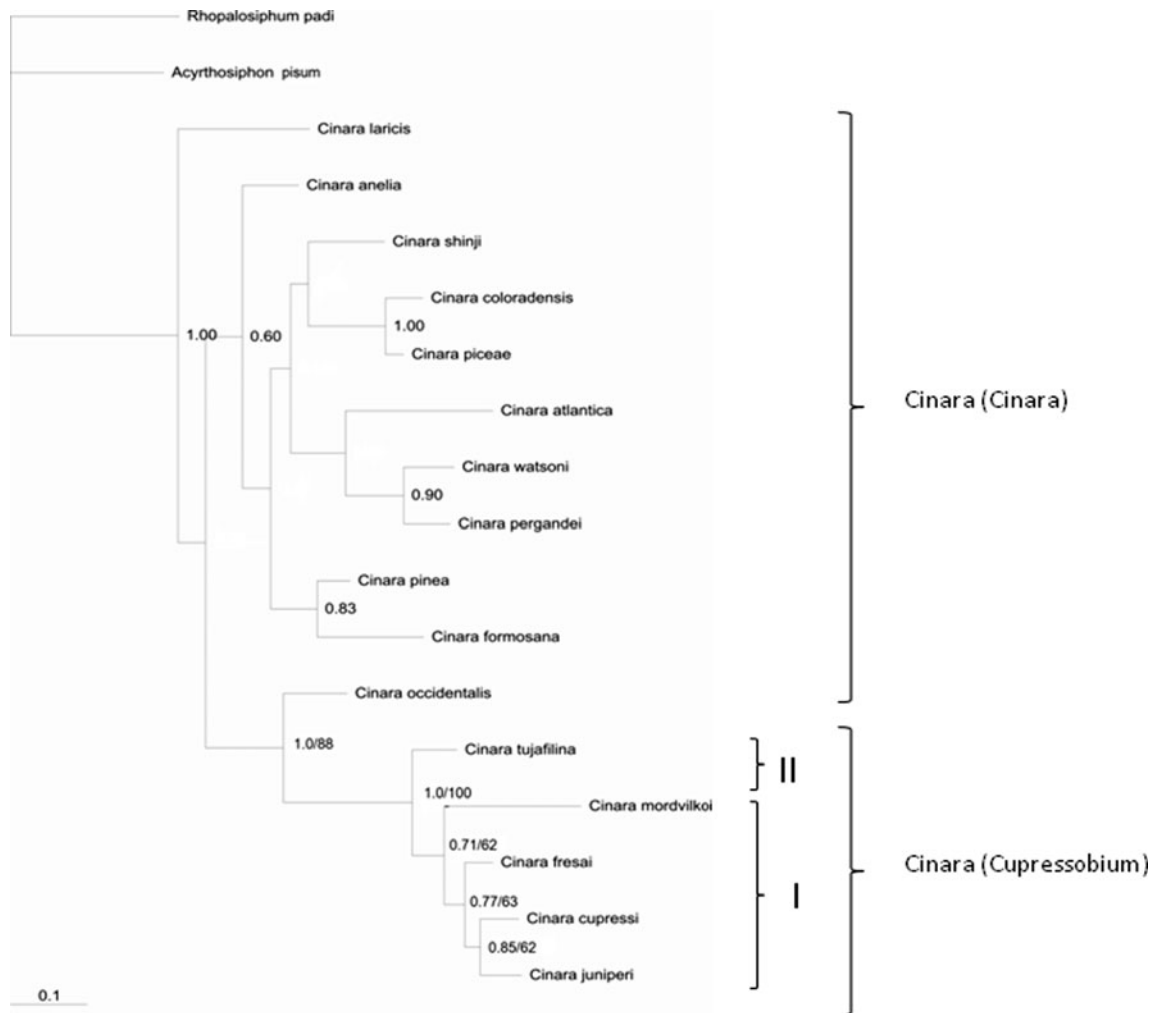 Rhopalosiphum padi
Acyrthosiphon pisum
Cinara laricis
Cinara anelia
Cinara shinji
Cinara coloradensis
1.00
0.60
1.00
Cinara piceae
Cinara atlantica
Cinara (Cinara)
Cinara watsoni
0.90
Cinara pergandei
Cinara pinea
0.83
Cinara formosana
Cinara occidentalis
1.0/88
Cinara tujafilina
II
1.0/100
Cinara mordvilkoi
0.71/62
Cinara fresai
Cinara (Cupressobium)
I
0.77/63
Cinara cupressi
0.85/62
Cinara juniperi
0.1